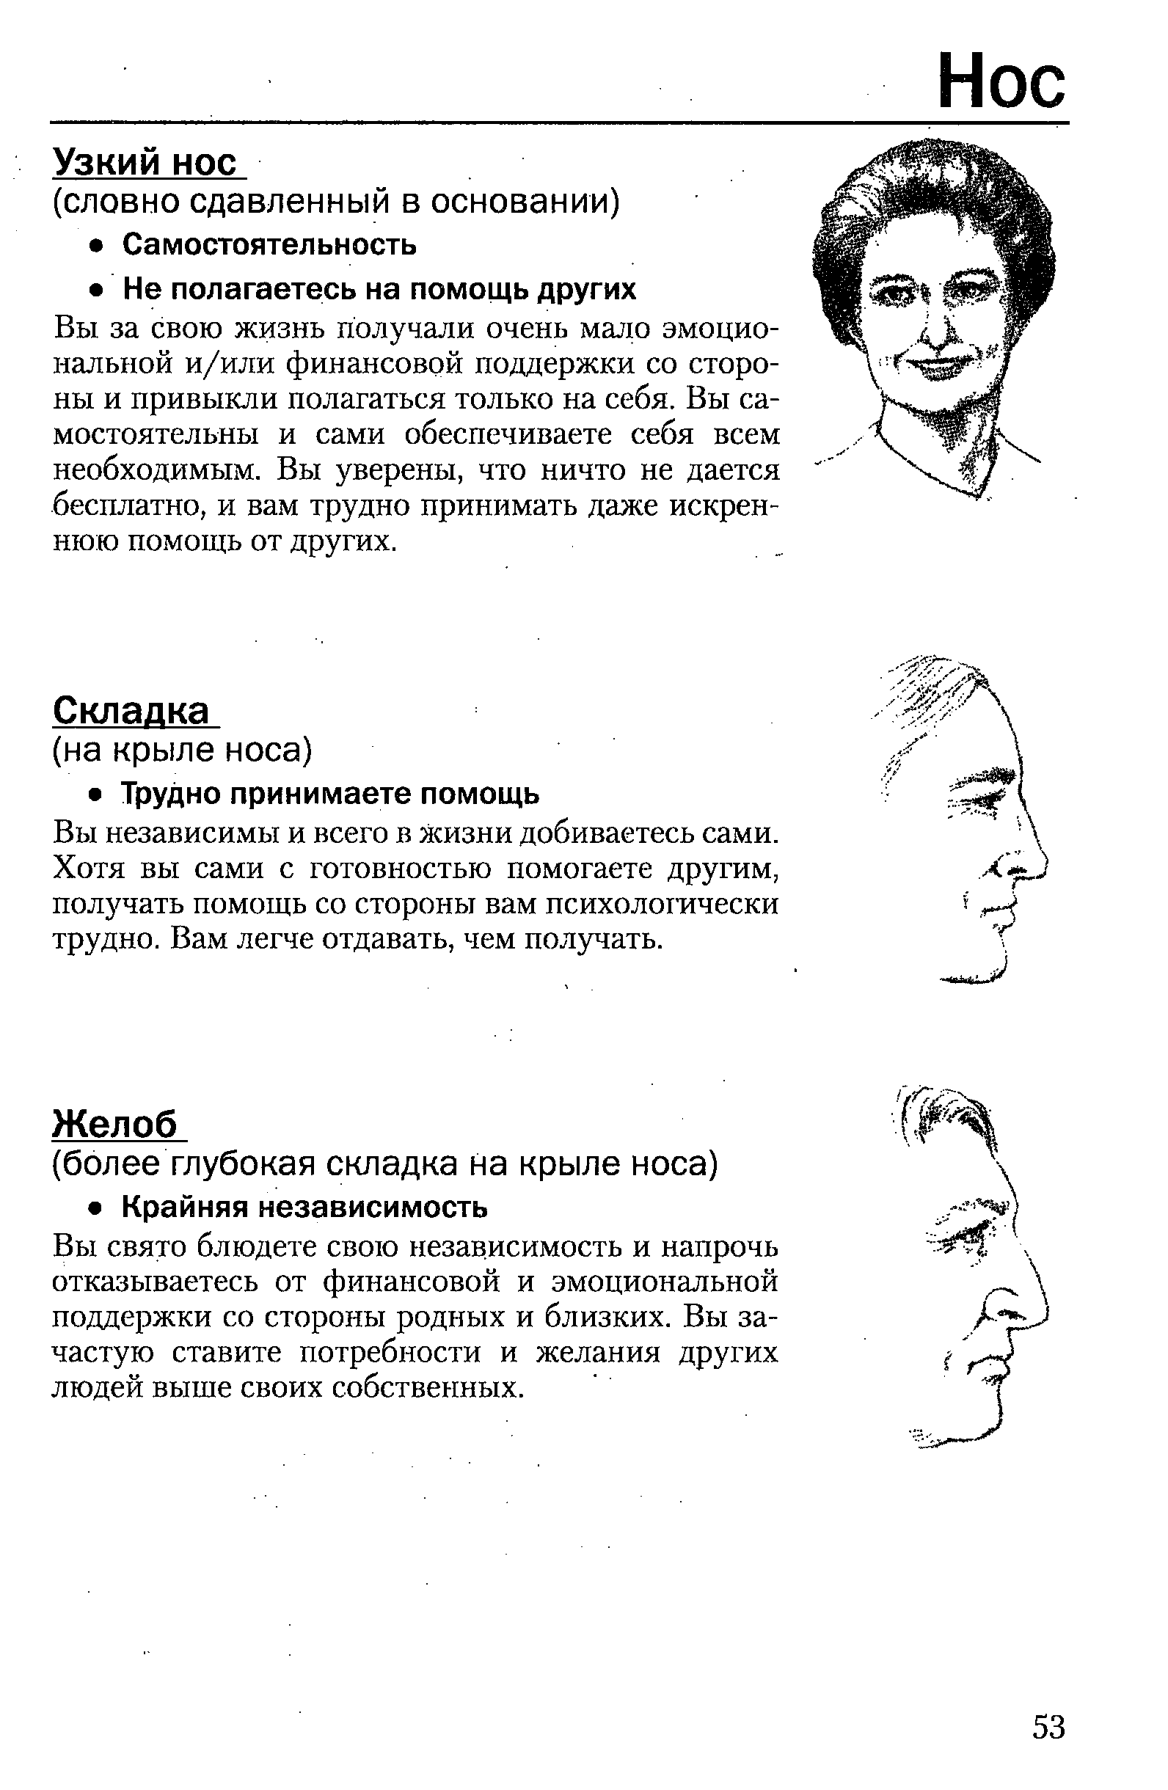 Нос
Узкий нос
(словно сдавленный в основании)
• Самостоятельность
• Не полагаетесь на помощь других
Вы за свою жизнь получали очень мало эмоцио-
нальной и/или финансовой поддержки со сторо-
ны и привыкли полагаться только на себя. Вы са-
мостоятельны и сами обеспечиваете себя всем
необходимым. Вы уверены, что ничто не дается
бесплатно, и вам трудно принимать даже искрен-
нюю помощь от других.
Складка
(на крыле носа)
• Трудно принимаете помощь
Вы независимы и всего в жизни добиваетесь сами.
Хотя вы сами с готовностью помогаете другим,
получать помощь со стороны вам психологически
трудно. Вам легче отдавать, чем получать.
Желоб
(более глубокая складка на крыле носа)
• Крайняя независимость
Вы свято блюдете свою независимость и напрочь
отказываетесь от финансовой и эмоциональной
поддержки со стороны родных и близких. Вы за-
частую ставите потребности и желания других
людей выше своих собственных.
53